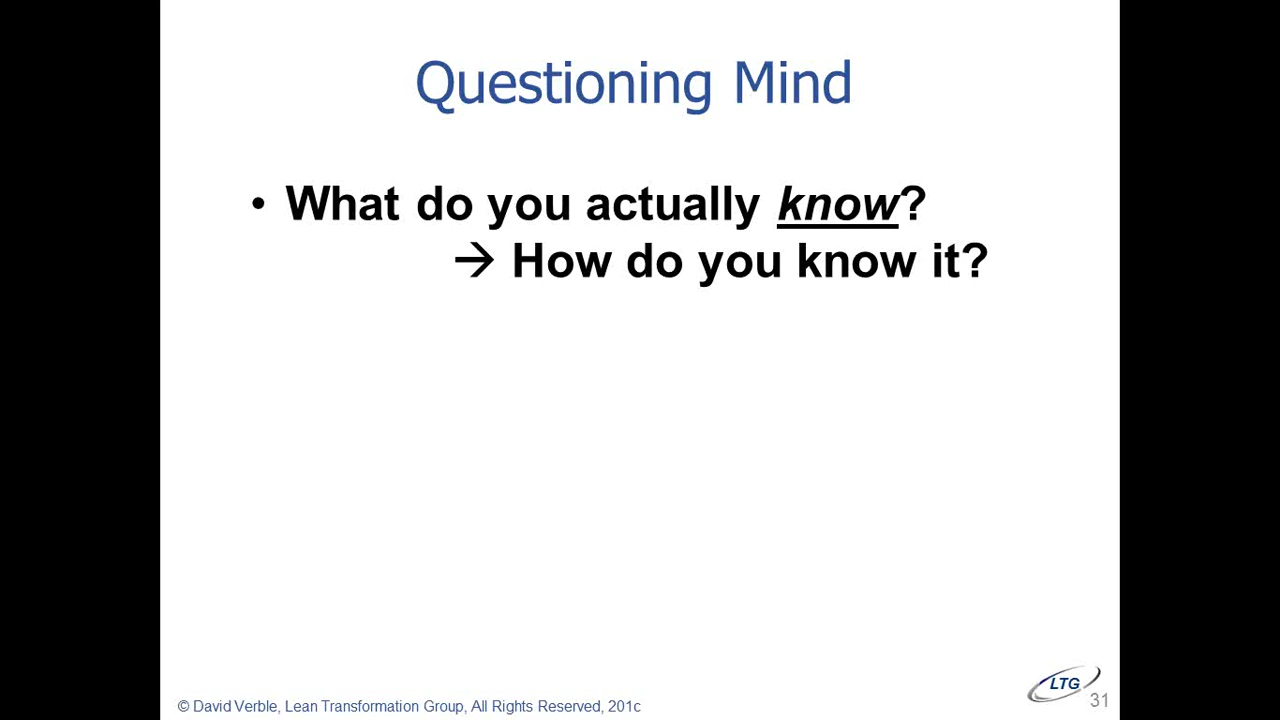 Questioning Mind
• What do you actually know?
→ How do you know it?
© David Verble, Lean Transformation Group, All Rights Reserved, 201c
LTG
31